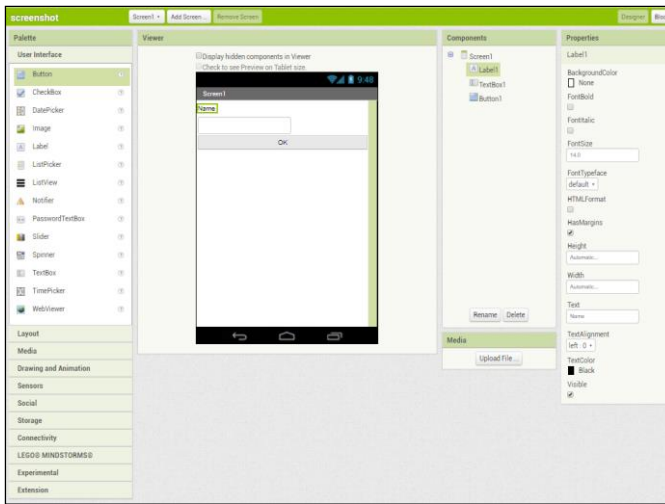 screenshot
Screen1
Add Screen ...
Remove Screen
Designer
Palette
User Interface
Button
CheckBox
DatePicker
Image
Label
ListPicker
ListView
Notifier
PasswordTextBox
Slider
Spinner
TextBox
TimePicker
WebViewer
Layout
Media
Drawing and Animation
Sensors
Social
Storage
Connectivity
LEGO® MINDSTORMS®
Experimental
Extension
Viewer
Display hidden components in Viewer
Check to see Preview on Tablet size.
9:48
Screen1
Name
OK
Components
Screen1
Label1
TextBox1
Button1
Rename Delete
Media
Upload File ...
Properties
Label1
BackgroundColor
None
FontBold
FontItalic
FontSize
14.0
FontTypeface
default
HTMLFormat
HasMargins
Height
Automatic...
Width
Automatic...
Text
Name
TextAlignment
left : 0
TextColor
Black
Visible